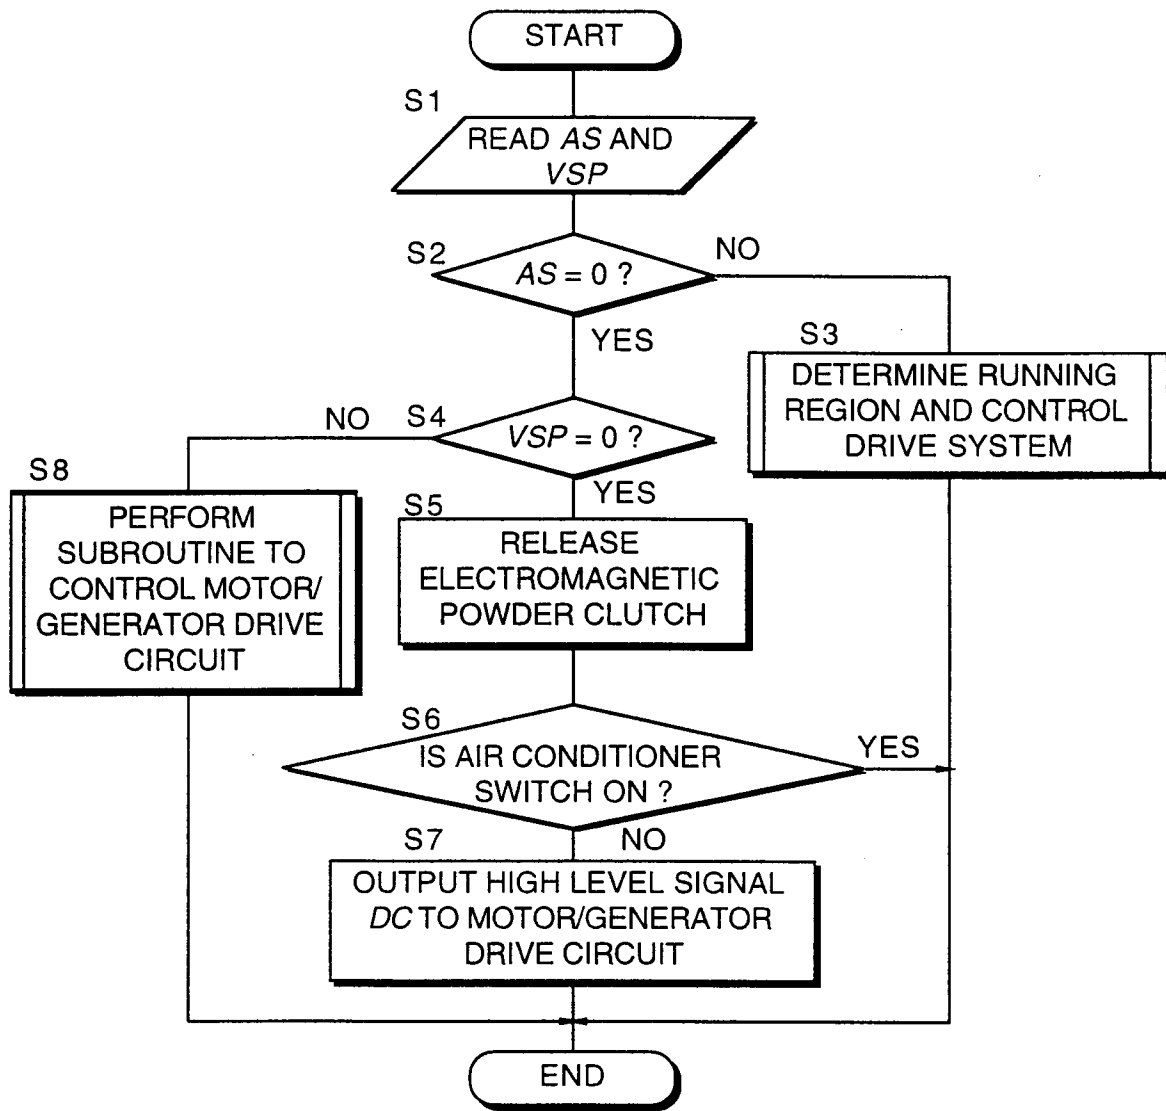 START
S1
READ AS AND
VSP
S2
AS = 0 ?
NO
YES
S3
DETERMINE RUNNING
REGION AND CONTROL
DRIVE SYSTEM
S4
VSP = 0 ?
NO
YES
S8
PERFORM
SUBROUTINE TO
CONTROL MOTOR/
GENERATOR DRIVE
CIRCUIT
S5
RELEASE
ELECTROMAGNETIC
POWDER CLUTCH
S6
IS AIR CONDITIONER
SWITCH ON ?
YES
NO
S7
OUTPUT HIGH LEVEL SIGNAL
DC TO MOTOR/GENERATOR
DRIVE CIRCUIT
END